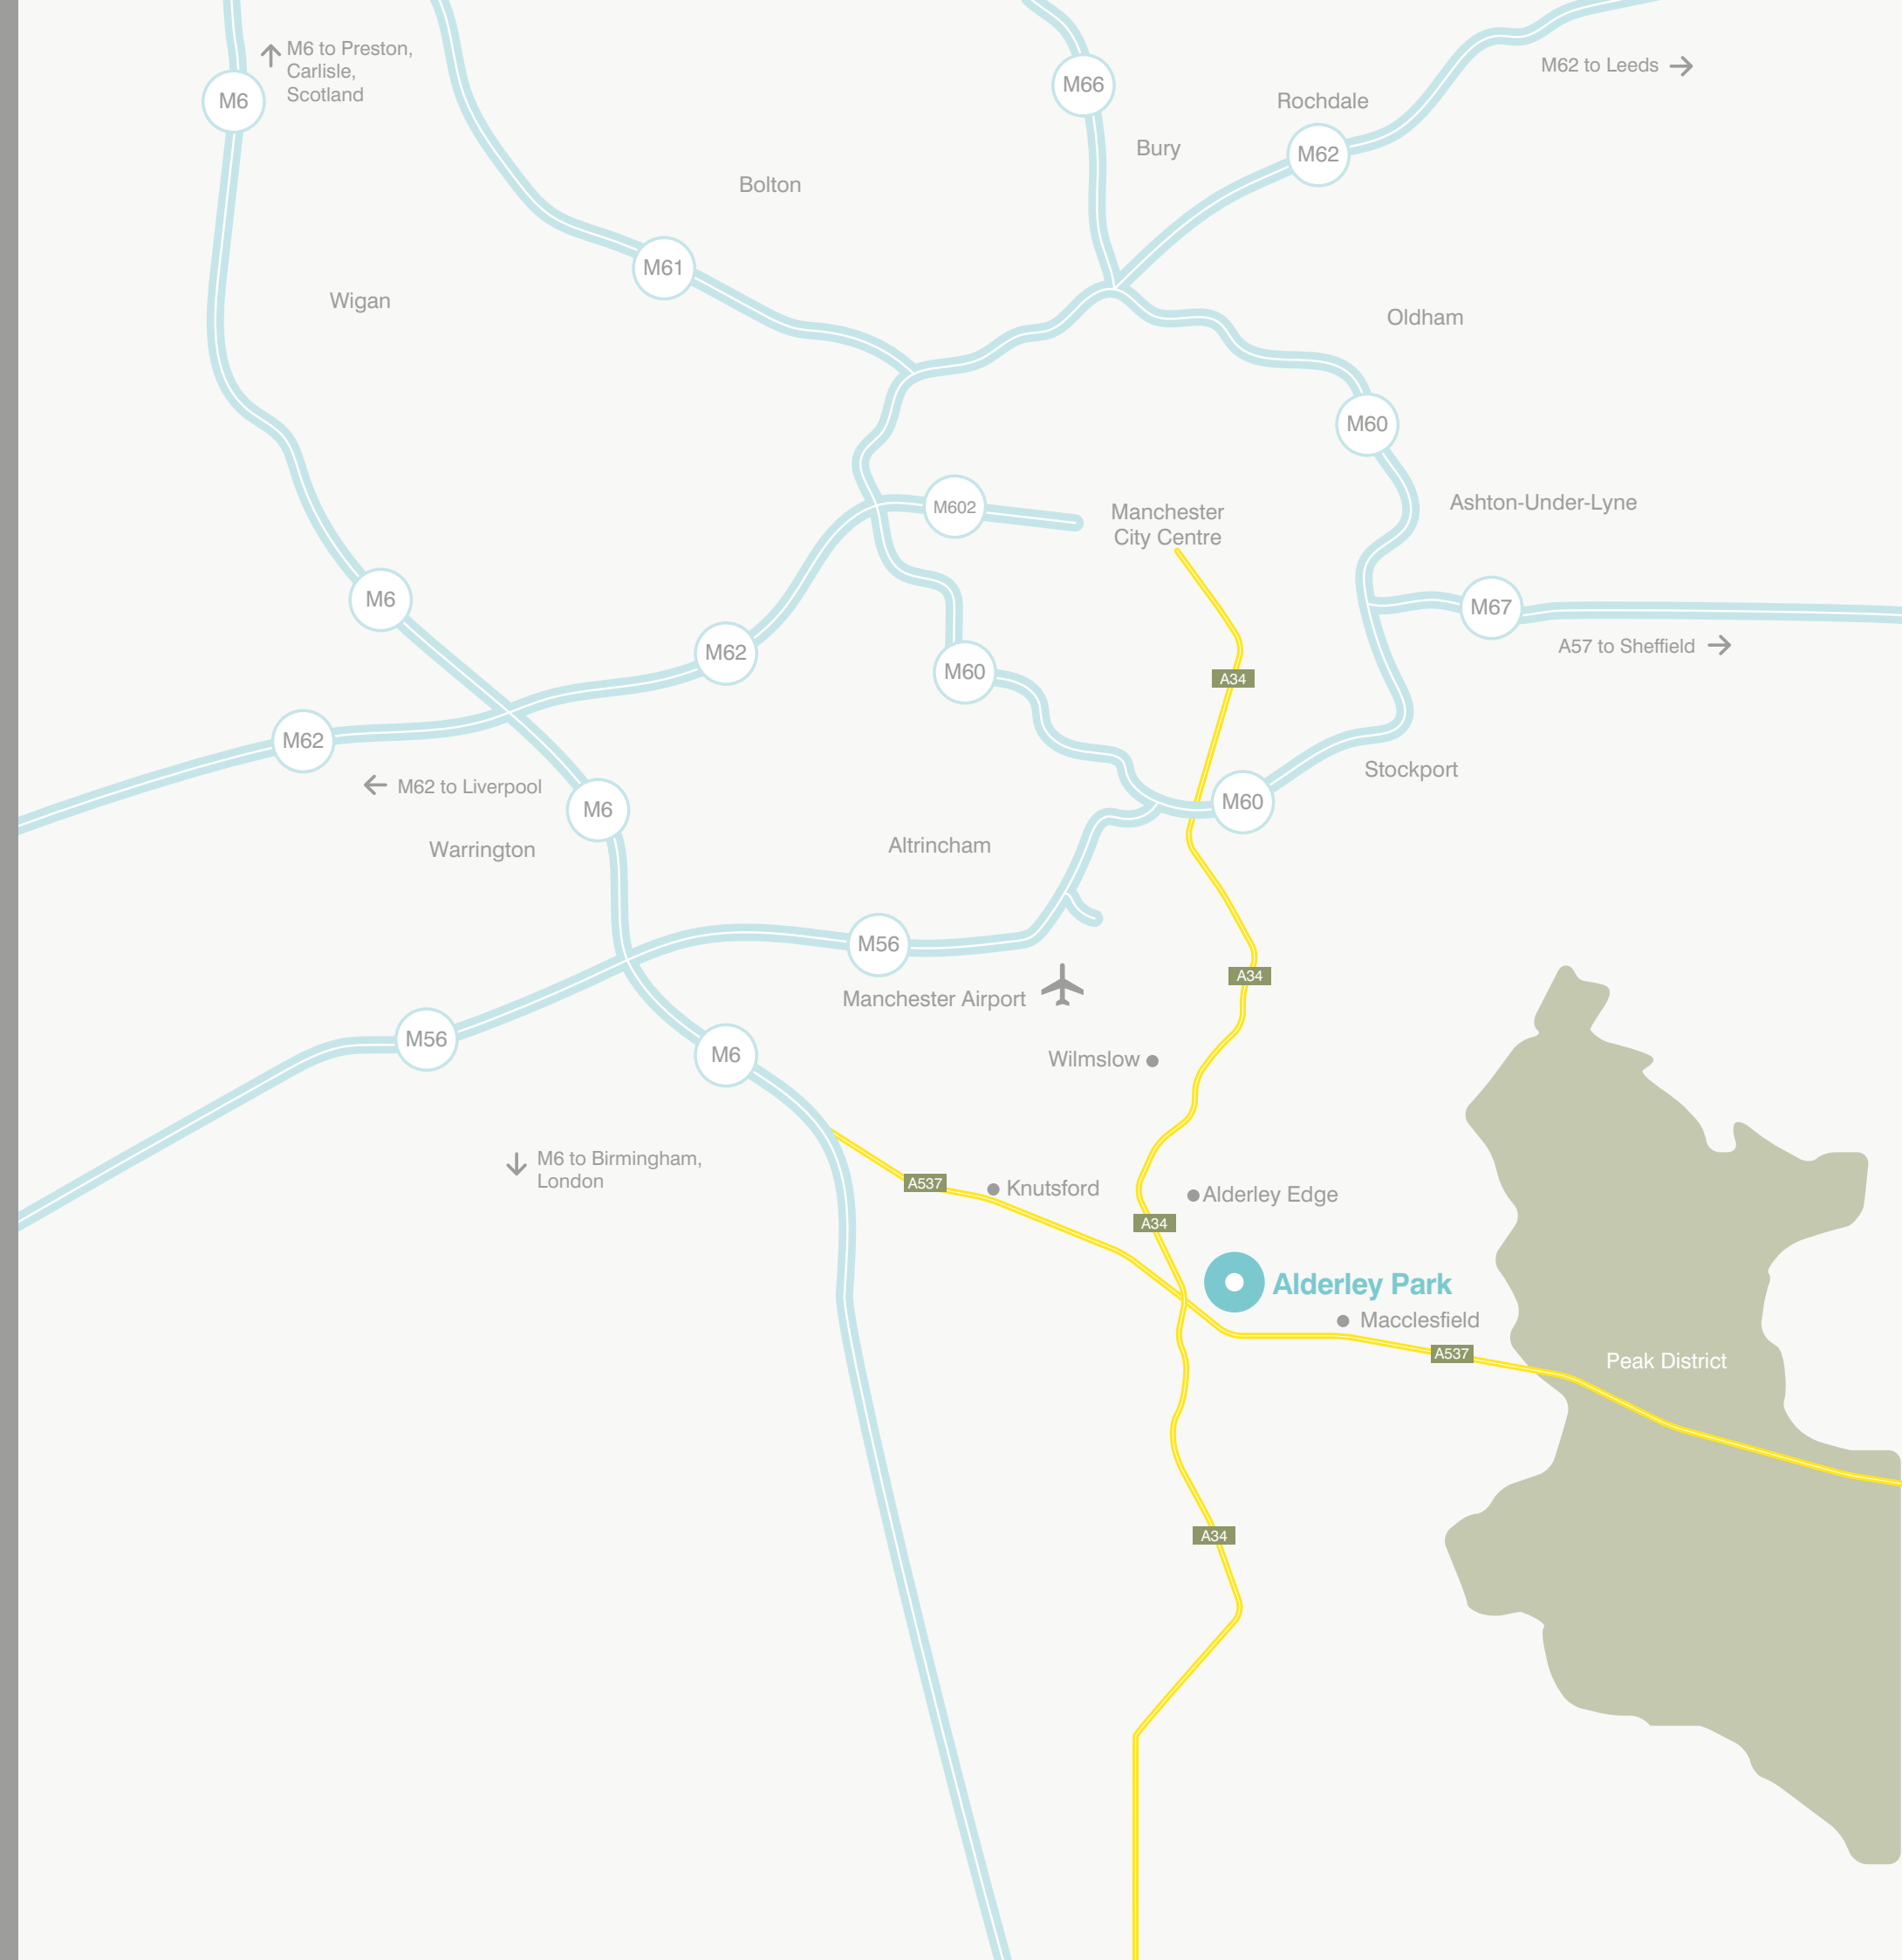 M6 to Preston,
Carlisle,
Scotland
M6
M66
M62 to Leeds
Rochdale
Bury
M62
Bolton
M61
Wigan
Oldham
M60
Ashton-Under-Lyne
M602
Manchester
City Centre
M6
M67
A57 to Sheffield
M62
M60
A34
M62
M62 to Liverpool
M6
M60
Stockport
Warrington
Altrincham
M56
A34
Manchester Airport
M56
M6
Wilmslow
M6 to Birmingham,
London
A537
Knutsford
Alderley Edge
A34
Alderley Park
Macclesfield
A537
Peak District
A34